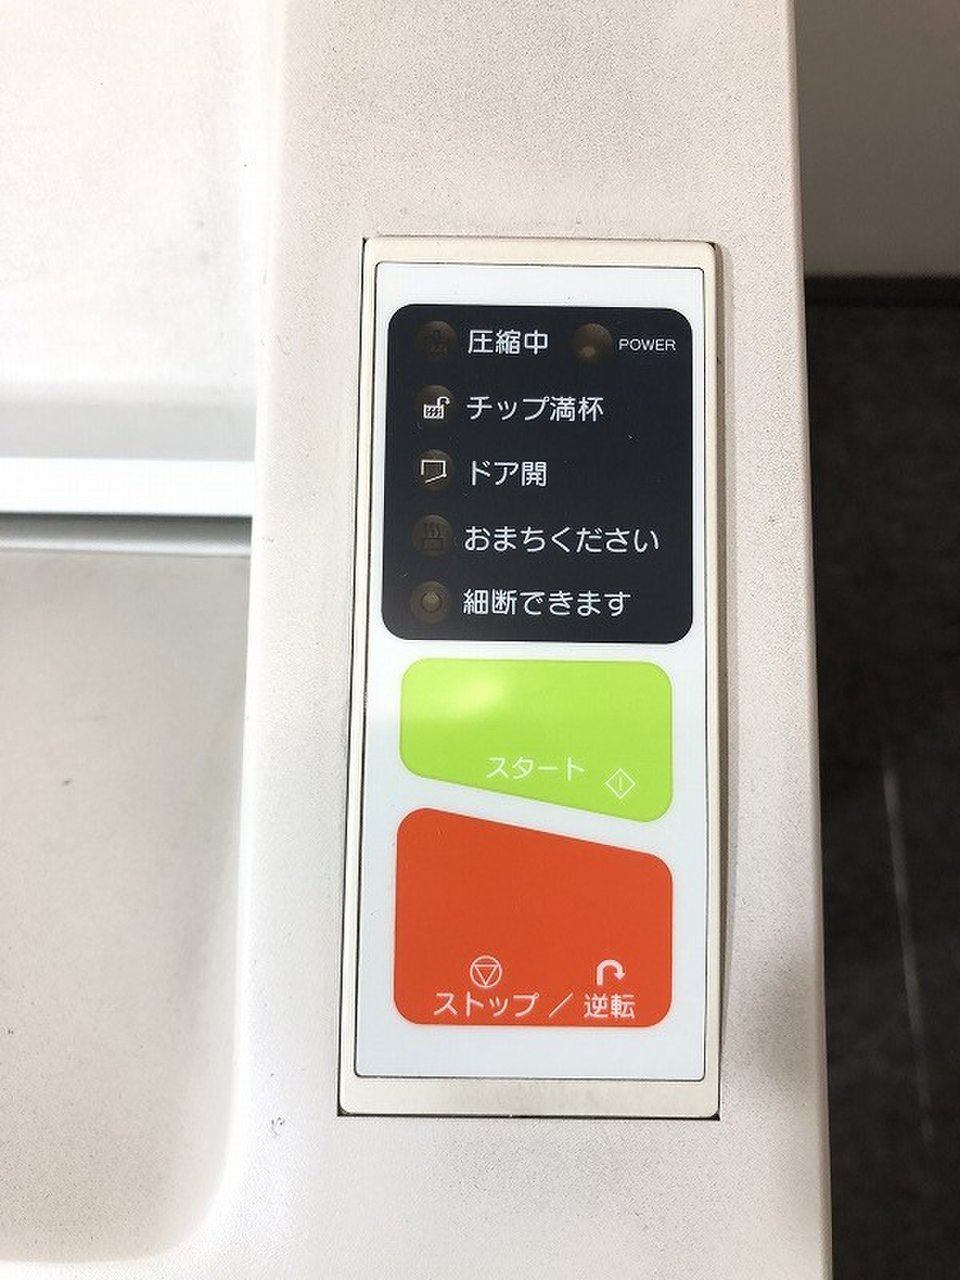 圧縮中 POWER
チップ満杯
ドア開
おまちください
細断できます
スタート
ストップ / 逆転